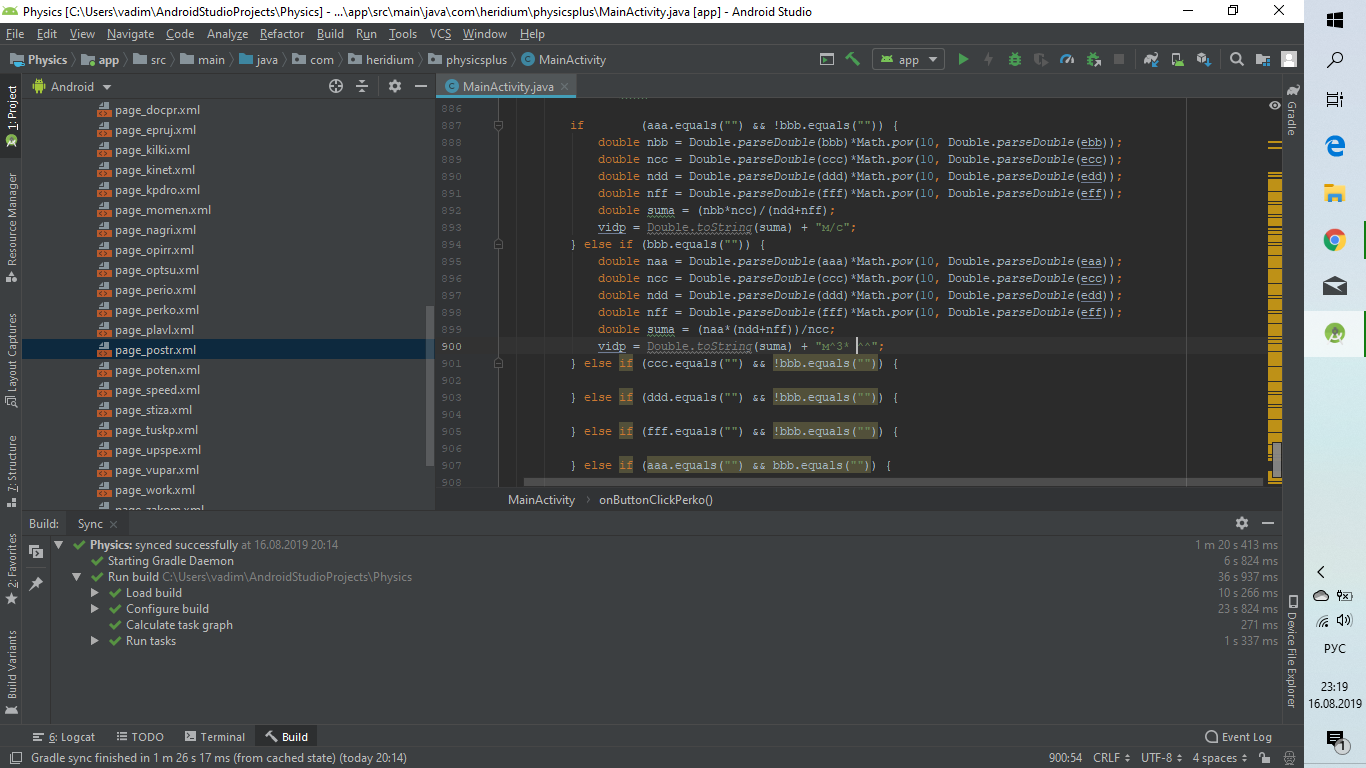 Physics [C:\Users\vadim\AndroidStudioProjects\Physics] - ...\app\src\main\java\com\heridium\physicsplus\MainActivity.java [app] - Android Studio
File Edit View Navigate Code Analyze Refactor Build Run Tools VCS Window Help
Physics app src main java com heridium physicsplus MainActivity app
Android
MainActivity.java
1: Project
Resource Manager
Layout Captures
7: Structure
2: Favorites
Build Variants
page_docpr.xml
page_epruj.xml
page_kilki.xml
page_kinet.xml
page_kpdro.xml
page_momen.xml
page_nagri.xml
page_opirr.xml
page_optsu.xml
page_perio.xml
page_perko.xml
page_plavl.xml
page_postr.xml
page_poten.xml
page_speed.xml
page_stiza.xml
page_tuskp.xml
page_upspe.xml
page_vupar.xml
page_work.xml
page_zakom.xml
886
887 if (aaa.equals("") && !bbb.equals("")) {
888 double nbb = Double.parseDouble(bbb)*Math.pow(10, Double.parseDouble(ebb));
889 double ncc = Double.parseDouble(ccc)*Math.pow(10, Double.parseDouble(ecc));
890 double ndd = Double.parseDouble(ddd)*Math.pow(10, Double.parseDouble(edd));
891 double nff = Double.parseDouble(fff)*Math.pow(10, Double.parseDouble(eff));
892 double suma = (nbb*ncc)/(ndd+nff);
893 vidp = Double.toString(suma) + "м/с";
894 } else if (bbb.equals("")) {
895 double naa = Double.parseDouble(aaa)*Math.pow(10, Double.parseDouble(eaa));
896 double ncc = Double.parseDouble(ccc)*Math.pow(10, Double.parseDouble(ecc));
897 double ndd = Double.parseDouble(ddd)*Math.pow(10, Double.parseDouble(edd));
898 double nff = Double.parseDouble(fff)*Math.pow(10, Double.parseDouble(eff));
899 double suma = (naa*(ndd+nff))/ncc;
900 vidp = Double.toString(suma) + "м^3* ^^";
901 } else if (ccc.equals("") && !bbb.equals("")) {
902
903 } else if (ddd.equals("") && !bbb.equals("")) {
904
905 } else if (fff.equals("") && !bbb.equals("")) {
906
907 } else if (aaa.equals("") && bbb.equals("")) {
908
MainActivity onButtonClickPerko()
Gradle
Device File Explorer
Build: Sync
Physics: synced successfully at 16.08.2019 20:14 1 m 20 s 413 ms
Starting Gradle Daemon 6 s 824 ms
Run build C:\Users\vadim\AndroidStudioProjects\Physics 36 s 937 ms
Load build 10 s 266 ms
Configure build 23 s 824 ms
Calculate task graph 271 ms
Run tasks 1 s 337 ms
6: Logcat TODO Terminal Build Event Log
Gradle sync finished in 1 m 26 s 17 ms (from cached state) (today 20:14) 900:54 CRLF UTF-8 4 spaces
РУС
23:19
16.08.2019
1